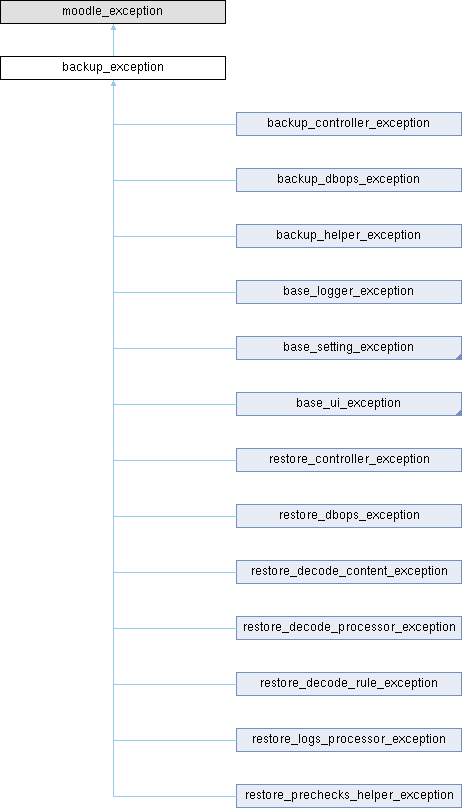 moodle_exception
backup_exception
backup_controller_exception
backup_dbops_exception
backup_helper_exception
base_logger_exception
base_setting_exception
base_ui_exception
restore_controller_exception
restore_dbops_exception
restore_decode_content_exception
restore_decode_processor_exception
restore_decode_rule_exception
restore_logs_processor_exception
restore_prechecks_helper_exception